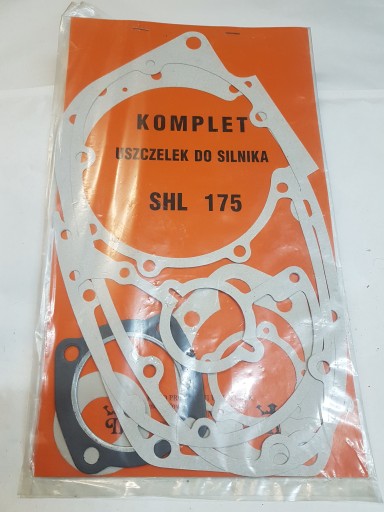 KOMPLET
USZCZELEK DO SILNIKA
SHL 175